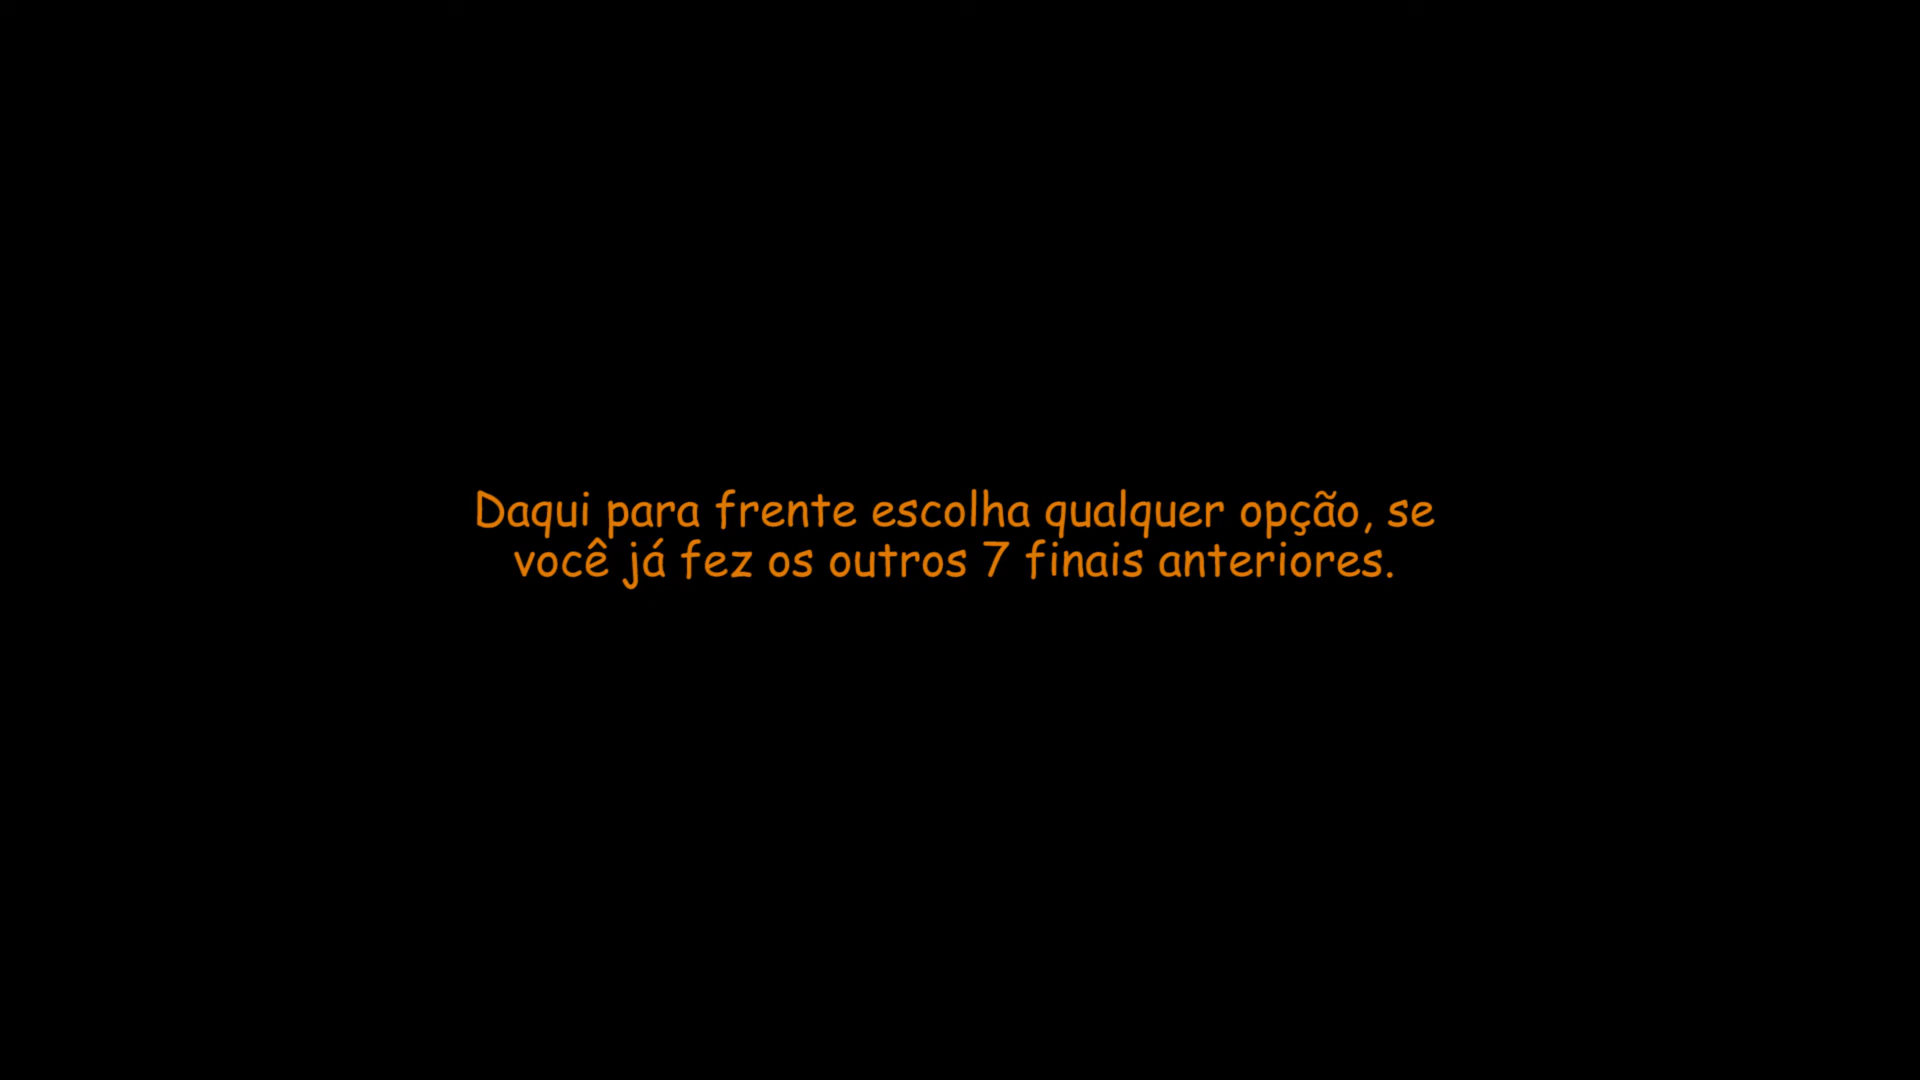 Daqui para frente escolha qualquer opção, se
você já fez os outros 7 finais anteriores.